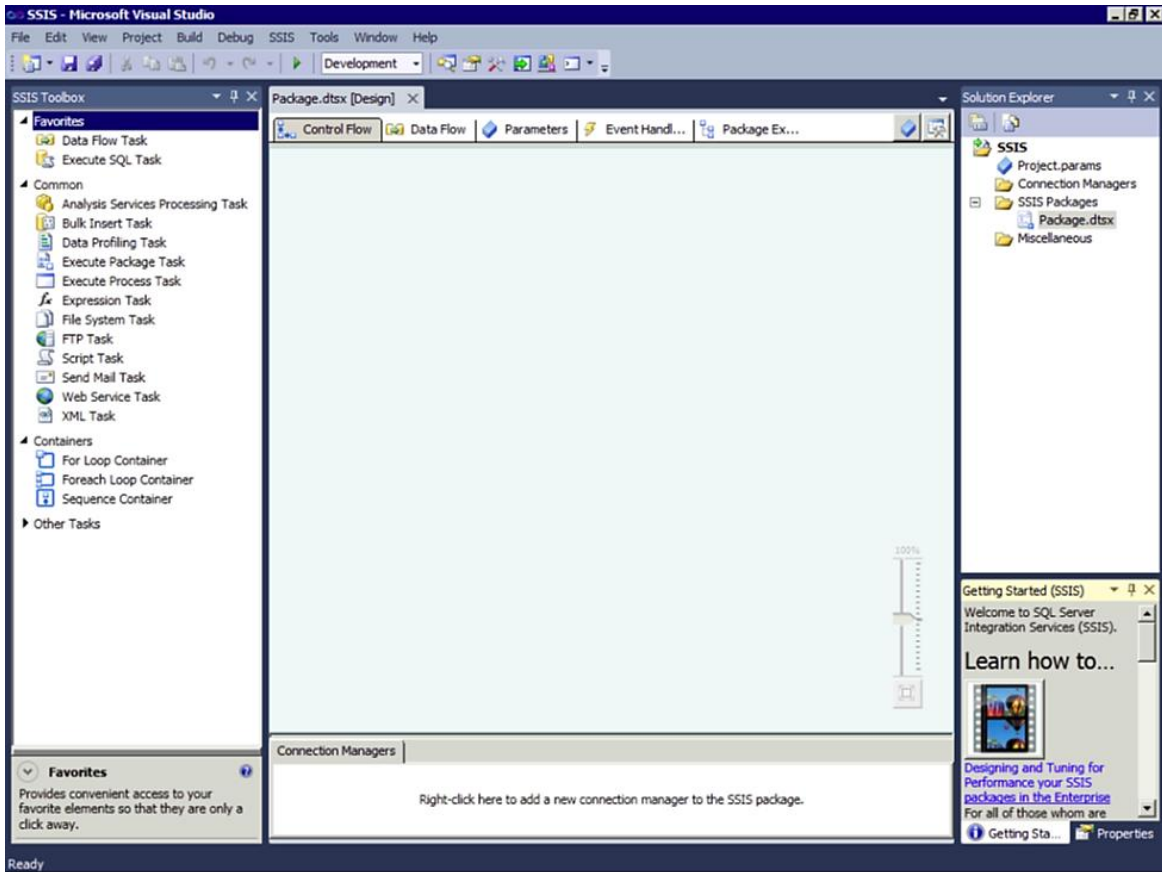 SSIS - Microsoft Visual Studio
File Edit View Project Build Debug SSIS Tools Window Help
Development
SSIS Toolbox
Favorites
Data Flow Task
Execute SQL Task
Common
Analysis Services Processing Task
Bulk Insert Task
Data Profiling Task
Execute Package Task
Execute Process Task
fx Expression Task
File System Task
FTP Task
Script Task
Send Mail Task
Web Service Task
XML Task
Containers
For Loop Container
Foreach Loop Container
Sequence Container
Other Tasks
Favorites
Provides convenient access to your
favorite elements so that they are only a
click away.
Package.dtsx [Design]
Control Flow Data Flow Parameters Event Handl... Package Ex...
100%
Connection Managers
Right-click here to add a new connection manager to the SSIS package.
Solution Explorer
SSIS
Project.params
Connection Managers
SSIS Packages
Package.dtsx
Miscellaneous
Getting Started (SSIS)
Welcome to SQL Server
Integration Services (SSIS).
Learn how to...
Designing and Tuning for
Performance your SSIS
packages in the Enterprise
For all of those whom are
Getting Sta... Properties
Ready